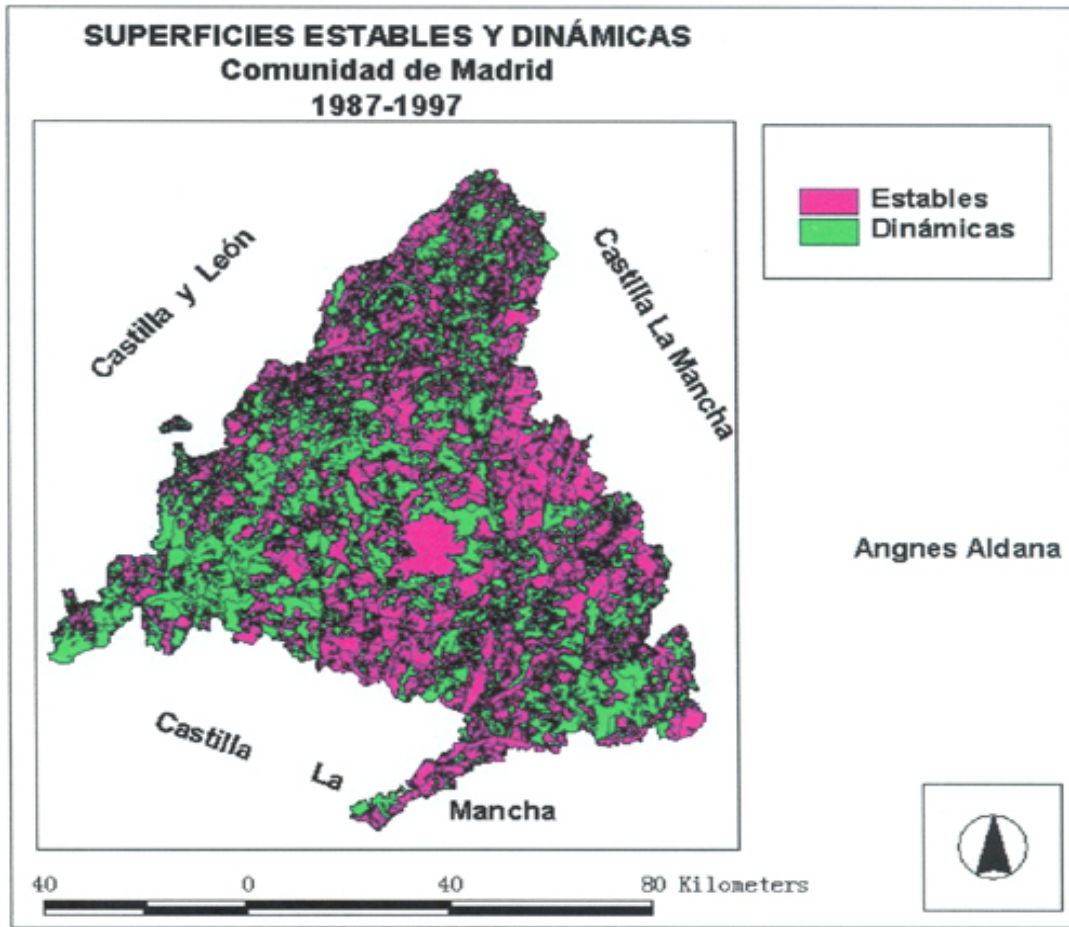 SUPERFICIES ESTABLES Y DINÁMICAS
Comunidad de Madrid
1987-1997
Estables
Dinámicas
Castilla y León
Castilla La Mancha
Angnes Aldana
Castilla La Mancha
40 0 40 80 Kilometers